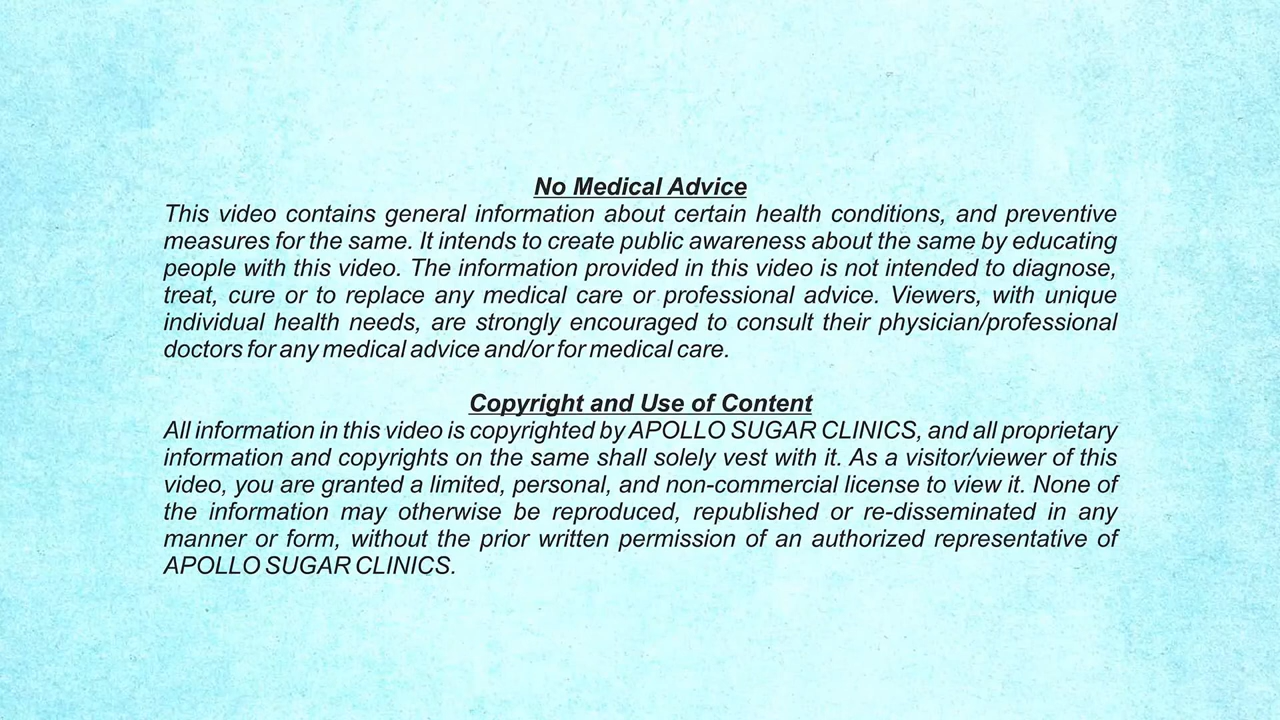 No Medical Advice
This video contains general information about certain health conditions, and preventive
measures for the same. It intends to create public awareness about the same by educating
people with this video. The information provided in this video is not intended to diagnose,
treat, cure or to replace any medical care or professional advice. Viewers, with unique
individual health needs, are strongly encouraged to consult their physician/professional
doctors for any medical advice and/or for medical care.
Copyright and Use of Content
All information in this video is copyrighted by APOLLO SUGAR CLINICS, and all proprietary
information and copyrights on the same shall solely vest with it. As a visitor/viewer of this
video, you are granted a limited, personal, and non-commercial license to view it. None of
the information may otherwise be reproduced, republished or re-disseminated in any
manner or form, without the prior written permission of an authorized representative of
APOLLO SUGAR CLINICS.